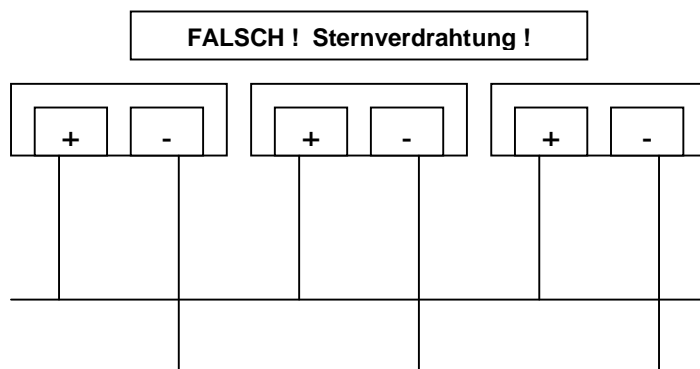 FALSCH ! Sternverdrahtung !
+ - + - + -